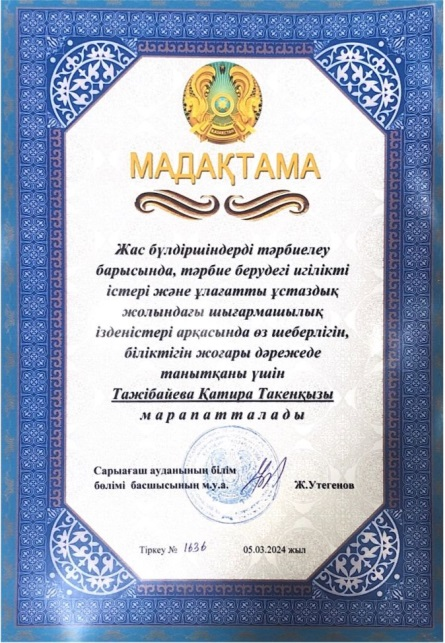 ҚАЗАҚСТАН
МАДАҚТАМА
Жас бүлдіршіндерді тәрбиелеу
барысында, тәрбие берудегі игілікті
істері және ұлағатты ұстаздық
жолындағы шығармашылық
ізденістері арқасында өз шеберлігін,
біліктігін жоғары дәрежеде
танытқаны үшін
Тажібайева Қатира Такенқызы
марапатталады
Сарыағаш ауданының білім
бөлімі басшысының м.у.а. Ж.Утегенов
Тіркеу № 1636 05.03.2024 жыл